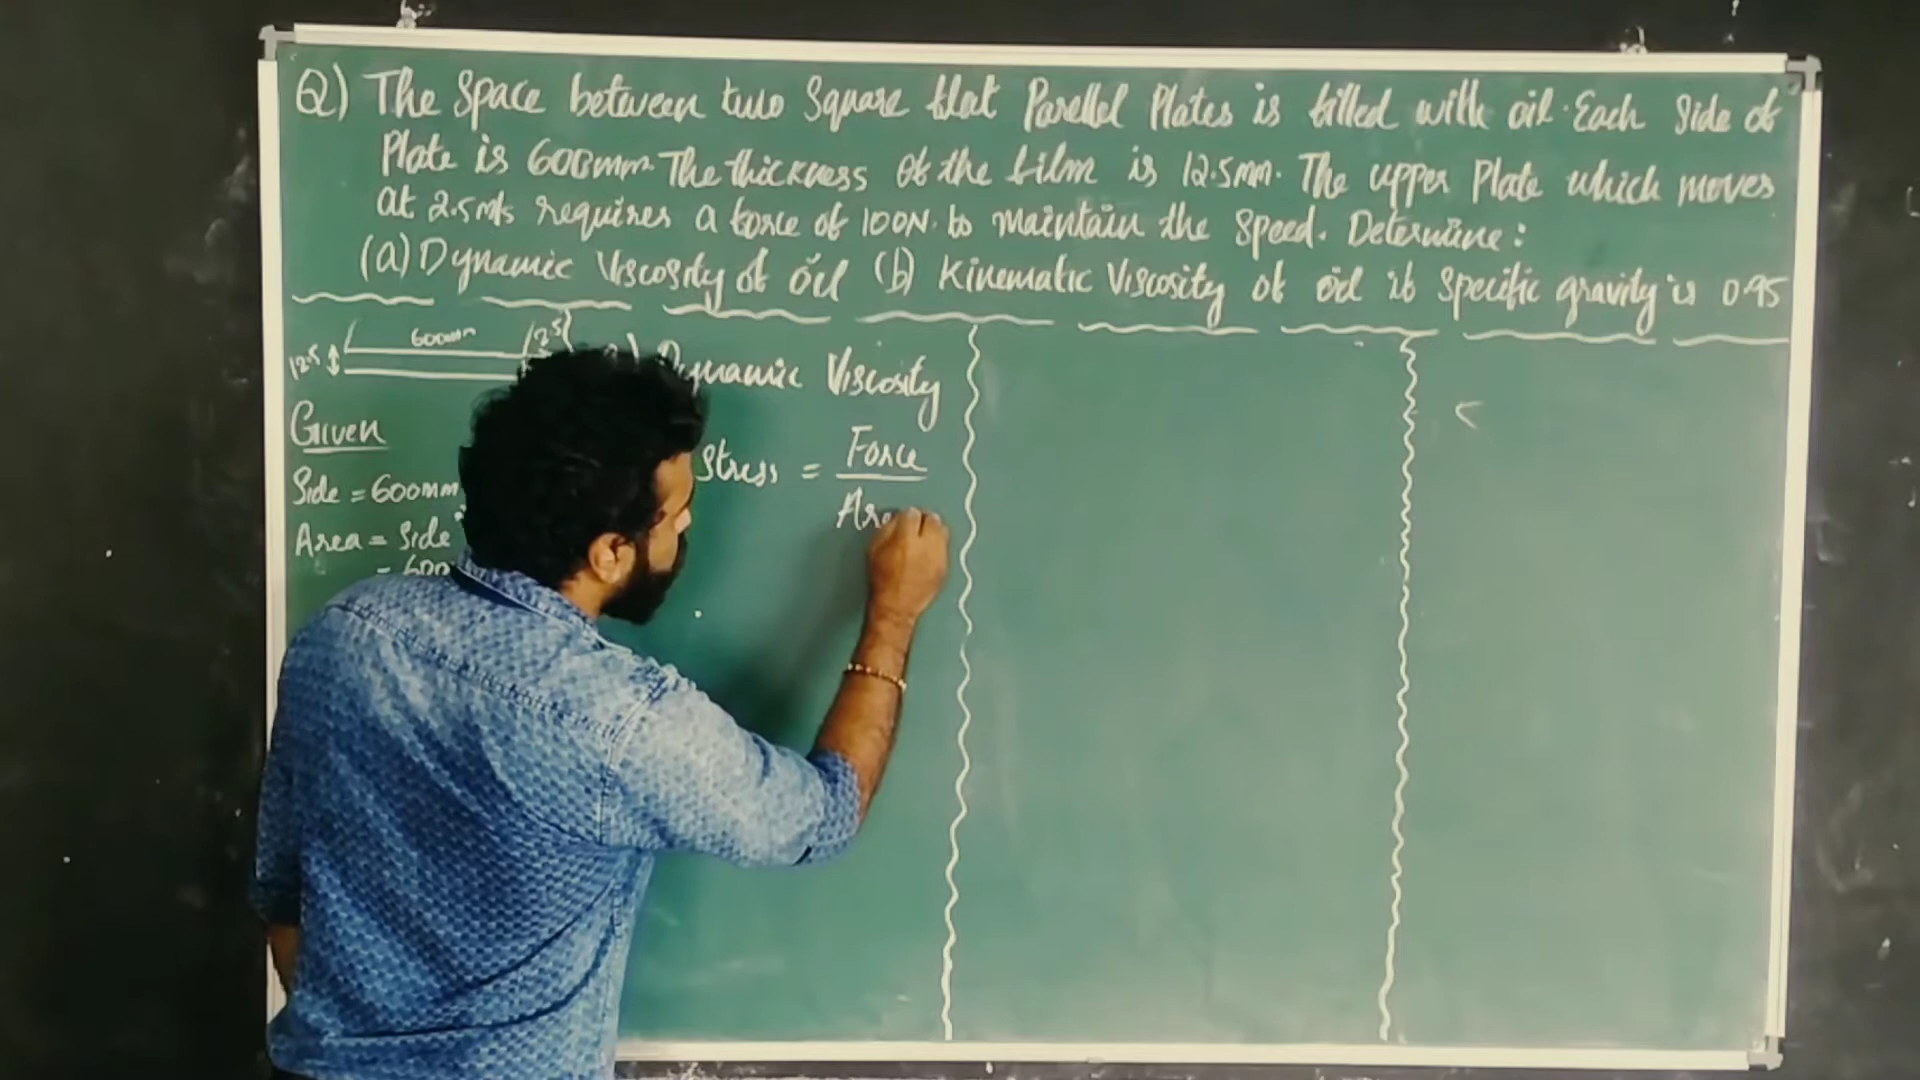 Q) The Space between two Square flat Parallel Plates is filled with oil. Each Side of
Plate is 600mm. The thickness of the film is 12.5mm. The upper Plate which moves
at 2.5m/s requires a force of 100N. to maintain the Speed. Determine:
(a) Dynamic Viscosity of oil (b) Kinematic Viscosity of oil if Specific gravity is 0.95
600mm
12.5
Dynamic Viscosity
Given
Stress = Force
Area
Side = 600mm
Area = Side
= 600